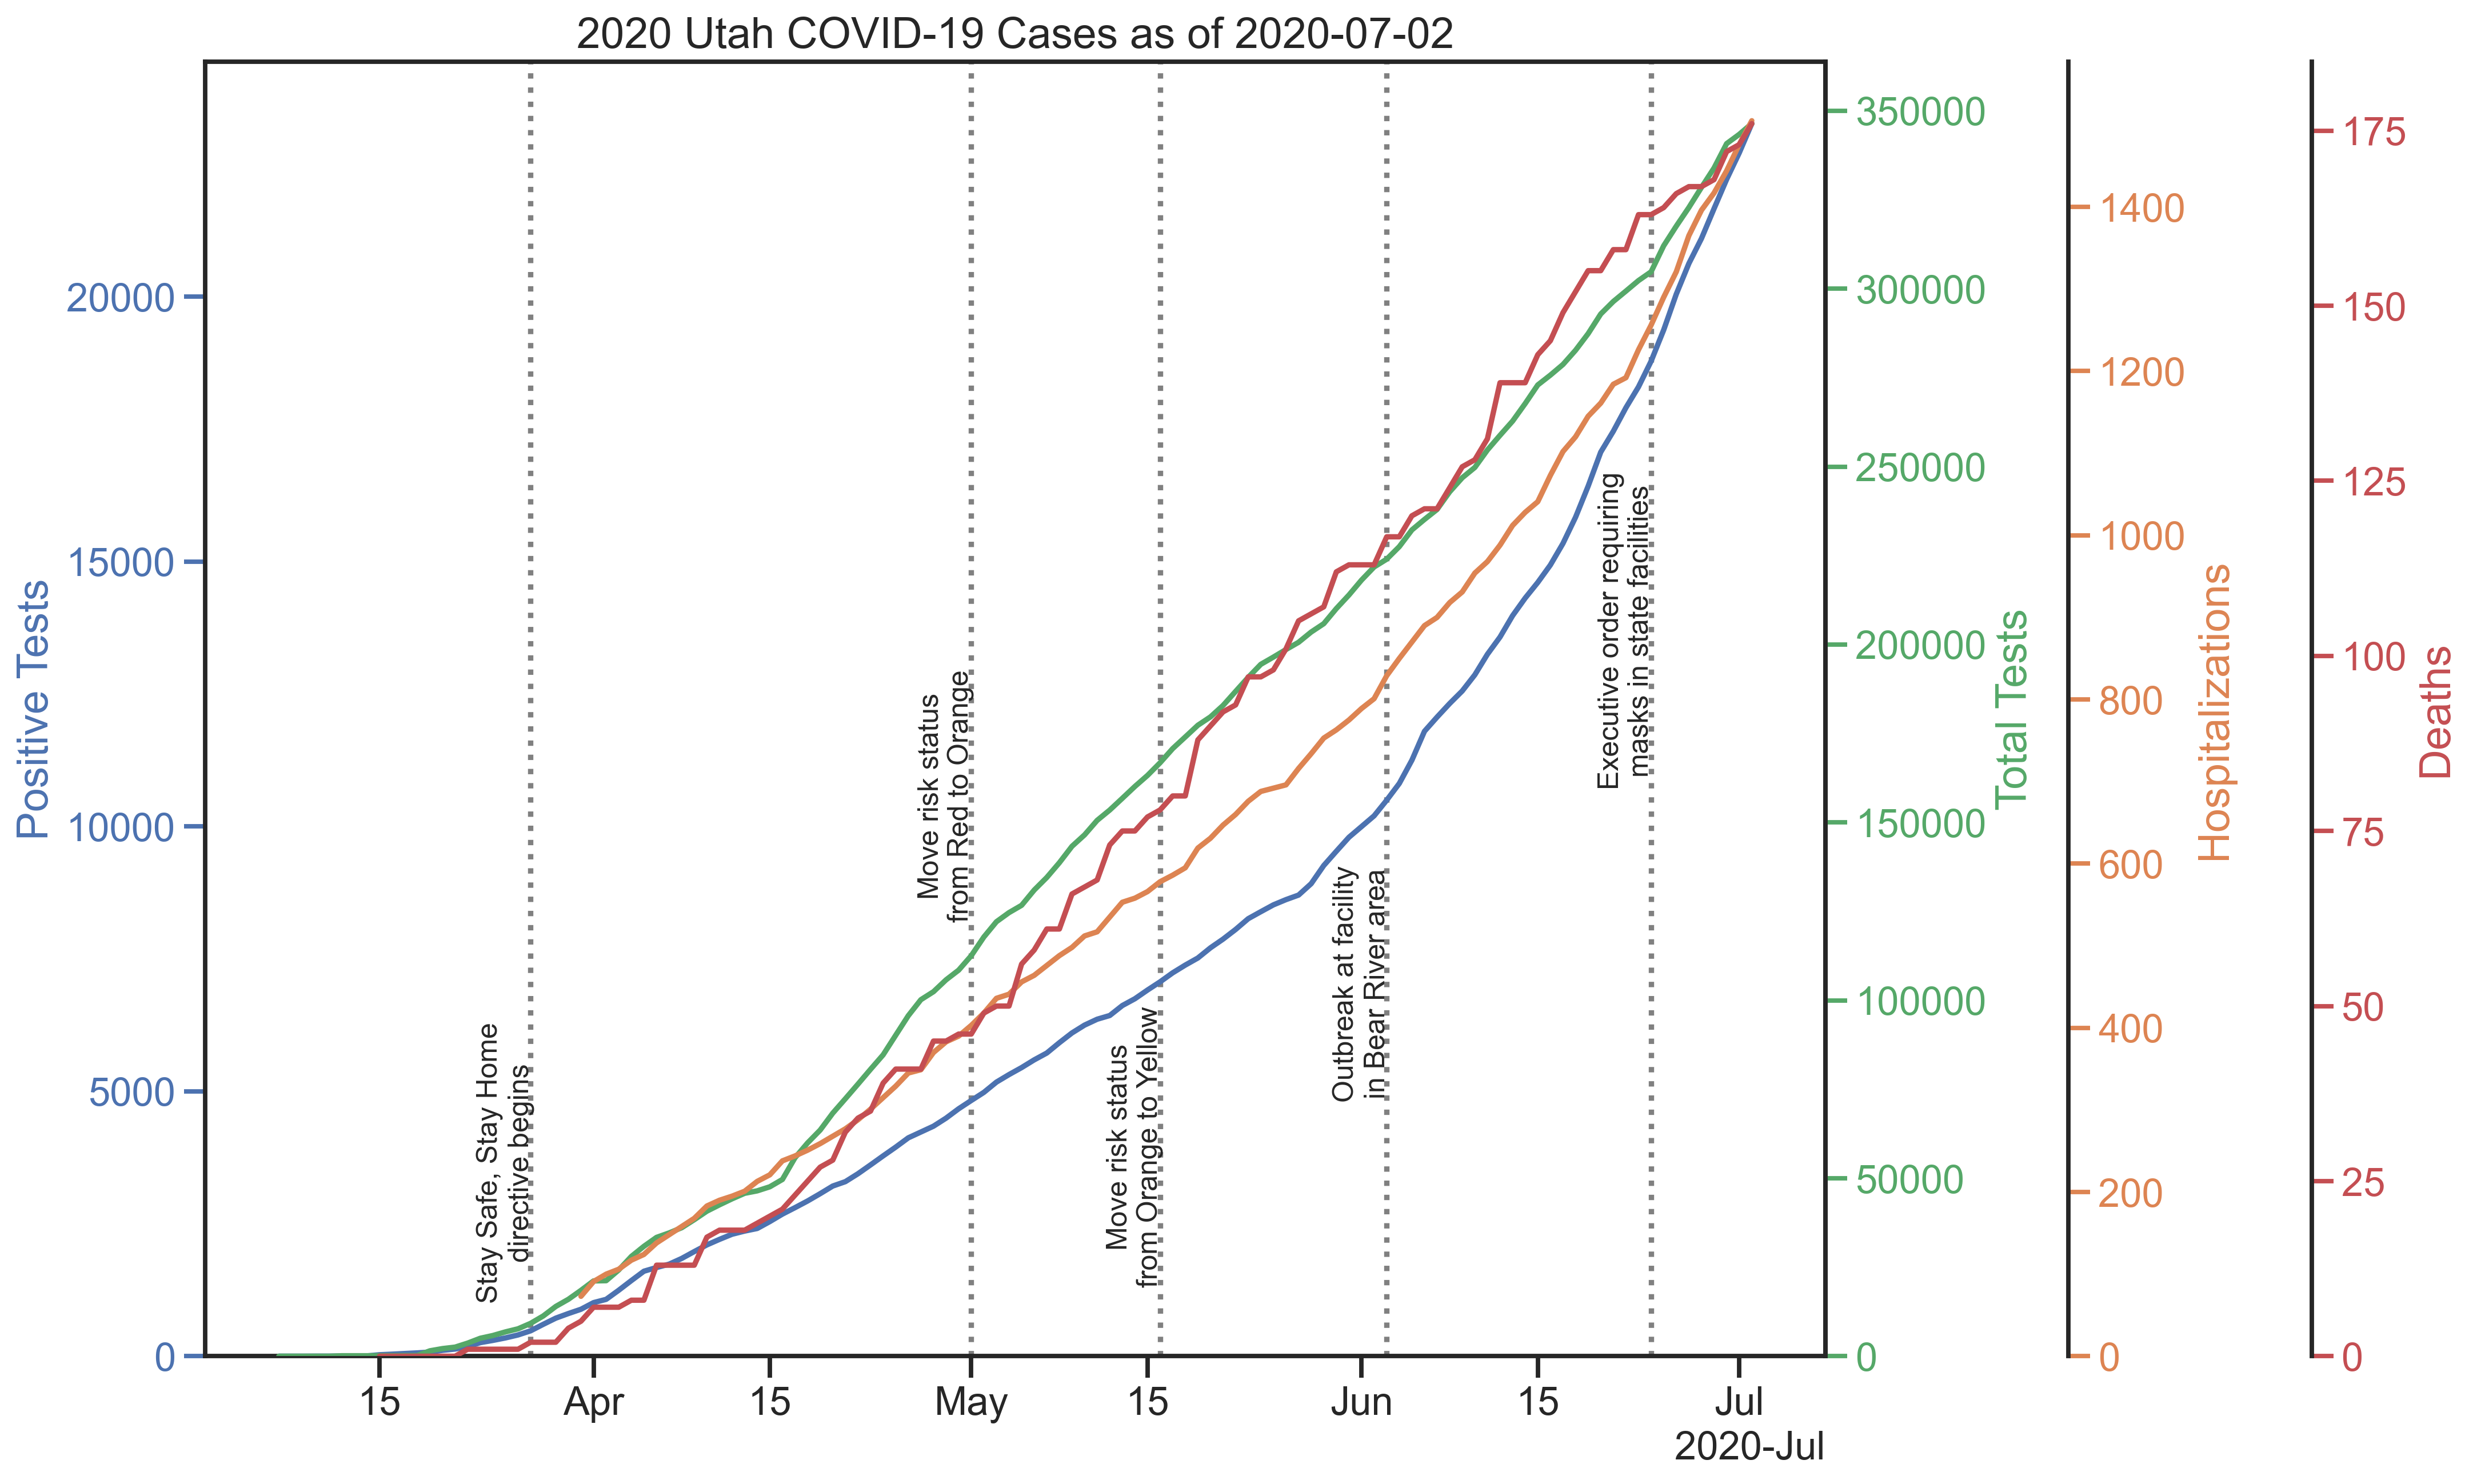 2020 Utah COVID-19 Cases as of 2020-07-02
Positive Tests
20000
15000
10000
5000
0
Stay Safe, Stay Home
directive begins
Move risk status
from Red to Orange
Move risk status
from Orange to Yellow
Outbreak at facility
in Bear River area
Executive order requiring
masks in state facilities
350000
300000
250000
200000
150000
100000
50000
0
Total Tests
1400
1200
1000
800
600
400
200
0
Hospitalizations
175
150
125
100
75
50
25
0
Deaths
15
Apr
15
May
15
Jun
15
Jul
2020-Jul